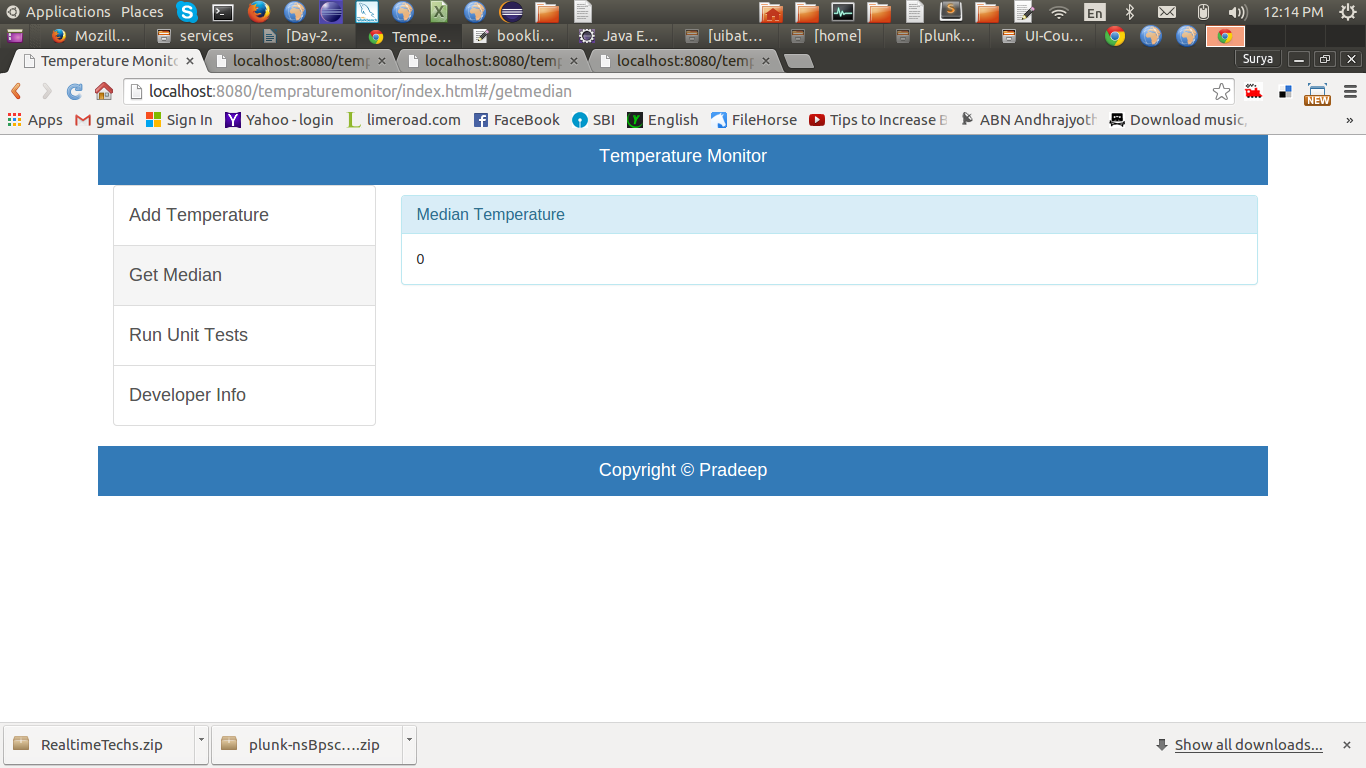 Applications Places En 12:14 PM
Mozill... services [Day-2... Tempe... bookli... Java E... [uibat... [home] [plunk... UI-Cou...
Temperature Monito × localhost:8080/temp × localhost:8080/temp × localhost:8080/temp × Surya
localhost:8080/tempraturemonitor/index.html#/getmedian NEW
Apps gmail Sign In Yahoo - login limeroad.com FaceBook SBI English FileHorse Tips to Increase B ABN Andhrajyoth Download music, »
Temperature Monitor
Add Temperature
Get Median
Run Unit Tests
Developer Info
Median Temperature
0
Copyright © Pradeep
RealtimeTechs.zip plunk-nsBpsc....zip Show all downloads... ×